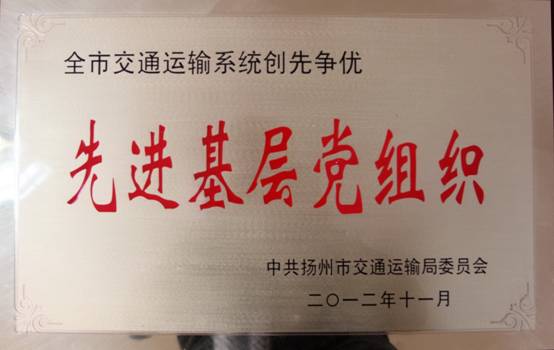 全市交通运输系统创先争优
先进基层党组织
中共扬州市交通运输局委员会
二〇一二年十一月